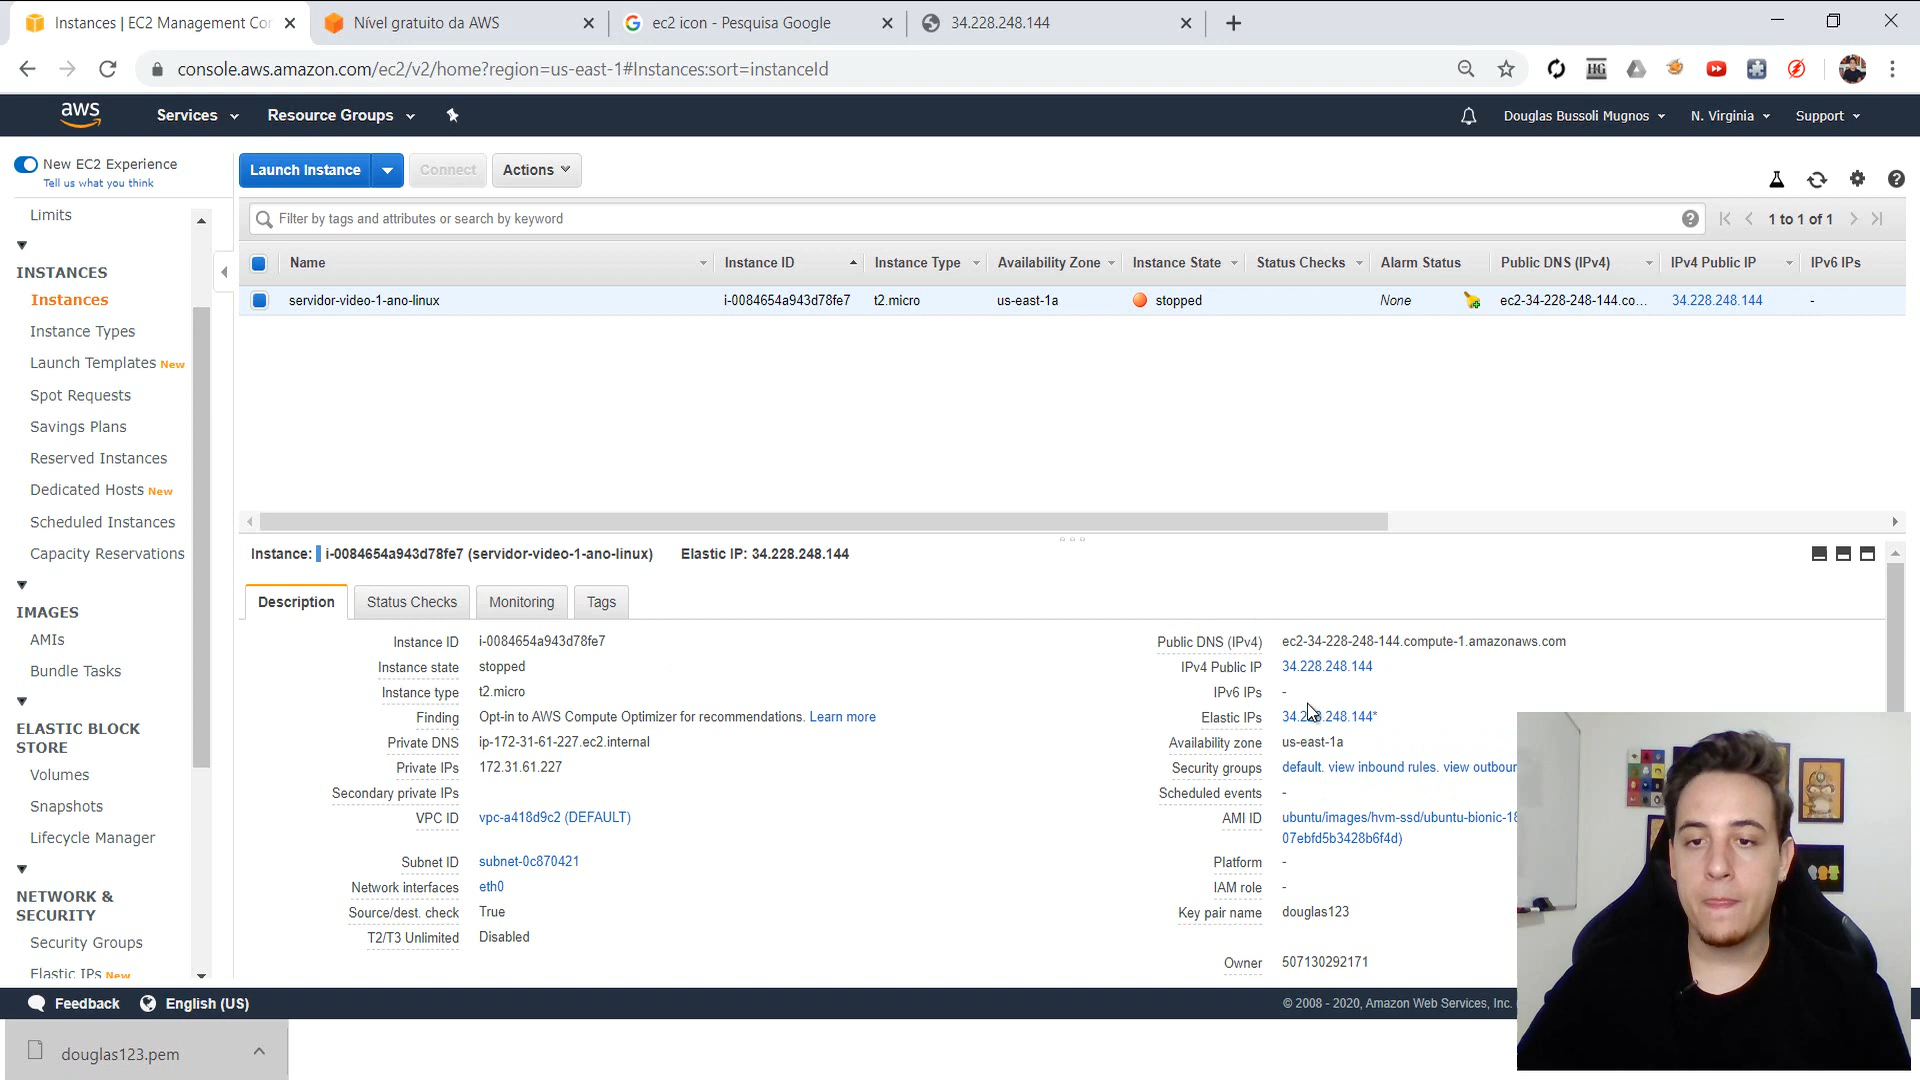 Instances | EC2 Management Con
Nível gratuito da AWS
ec2 icon - Pesquisa Google
34.228.248.144
console.aws.amazon.com/ec2/v2/home?region=us-east-1#Instances:sort=instanceId
HG
aws
Services
Resource Groups
Douglas Bussoli Mugnos
N. Virginia
Support
New EC2 Experience
Tell us what you think
Launch Instance
Connect
Actions
Limits
Filter by tags and attributes or search by keyword
1 to 1 of 1
INSTANCES
Instances
Instance Types
Launch Templates New
Spot Requests
Savings Plans
Reserved Instances
Dedicated Hosts New
Scheduled Instances
Capacity Reservations
IMAGES
AMIs
Bundle Tasks
ELASTIC BLOCK STORE
Volumes
Snapshots
Lifecycle Manager
NETWORK & SECURITY
Security Groups
Elastic IPs New
Name
Instance ID
Instance Type
Availability Zone
Instance State
Status Checks
Alarm Status
Public DNS (IPv4)
IPv4 Public IP
IPv6 IPs
servidor-video-1-ano-linux
i-0084654a943d78fe7
t2.micro
us-east-1a
stopped
None
ec2-34-228-248-144.co...
34.228.248.144
-
Instance: i-0084654a943d78fe7 (servidor-video-1-ano-linux) Elastic IP: 34.228.248.144
Description
Status Checks
Monitoring
Tags
Instance ID i-0084654a943d78fe7
Instance state stopped
Instance type t2.micro
Finding Opt-in to AWS Compute Optimizer for recommendations. Learn more
Private DNS ip-172-31-61-227.ec2.internal
Private IPs 172.31.61.227
Secondary private IPs
VPC ID vpc-a418d9c2 (DEFAULT)
Subnet ID subnet-0c870421
Network interfaces eth0
Source/dest. check True
T2/T3 Unlimited Disabled
Public DNS (IPv4) ec2-34-228-248-144.compute-1.amazonaws.com
IPv4 Public IP 34.228.248.144
IPv6 IPs -
Elastic IPs 34.228.248.144*
Availability zone us-east-1a
Security groups default. view inbound rules. view outboun
Scheduled events -
AMI ID ubuntu/images/hvm-ssd/ubuntu-bionic-18
07ebfd5b3428b6f4d)
Platform -
IAM role -
Key pair name douglas123
Owner 507130292171
Feedback
English (US)
© 2008 - 2020, Amazon Web Services, Inc.
douglas123.pem